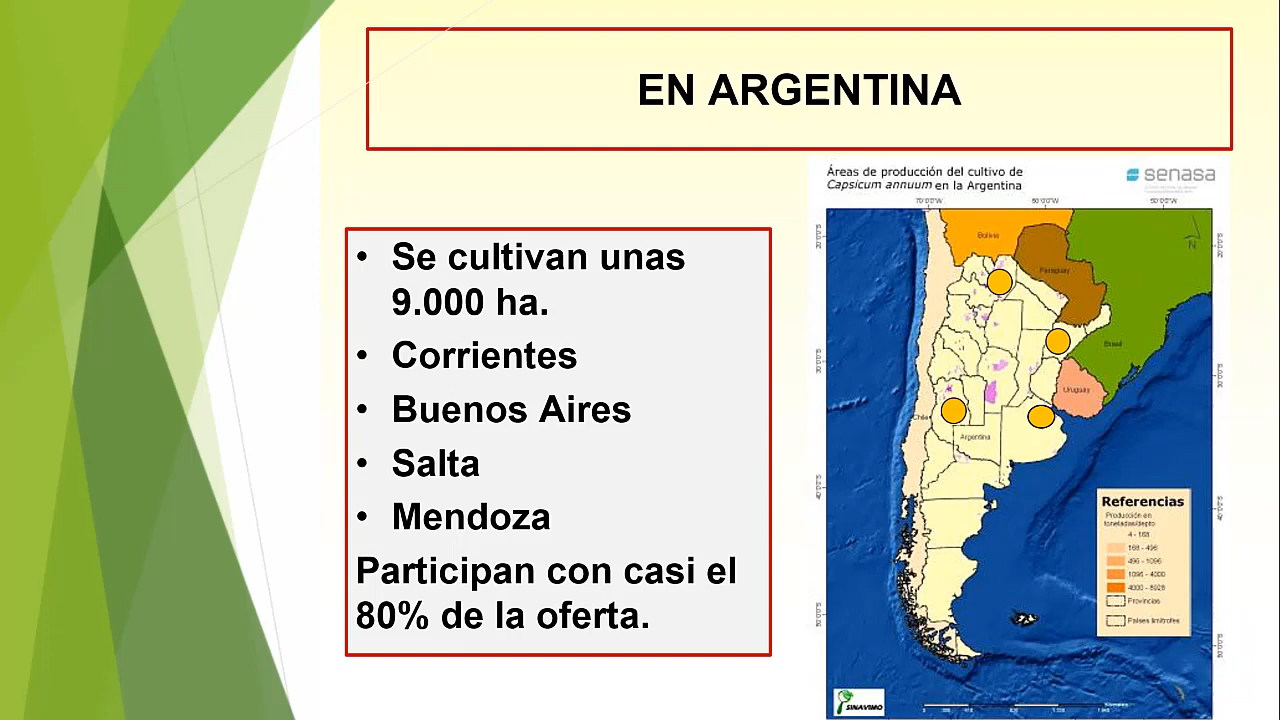 EN ARGENTINA
• Se cultivan unas
9.000 ha.
• Corrientes
• Buenos Aires
• Salta
• Mendoza
Participan con casi el
80% de la oferta.
Áreas de producción del cultivo de
Capsicum annuum en la Argentina
senasa
70°0'0"W 60°0'0"W 50°0'0"W
Bolivia
Paraguay
Brasil
Uruguay
Chile
Argentina
N
Referencias
Producción en
toneladas/depto
4 - 168
168 - 496
496 - 1096
1096 - 4000
4000 - 8928
Provincias
Países limítrofes
SINAVIMO